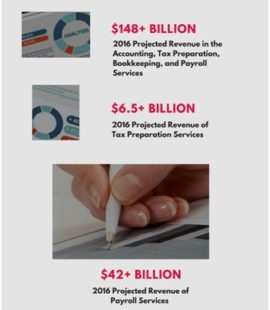 ANALYSIS
$148+ BILLION
2016 Projected Revenue in the
Accounting, Tax Preparation,
Bookkeeping, and Payroll
Services
$6.5+ BILLION
2016 Projected Revenue of
Tax Preparation Services
$42+ BILLION
2016 Projected Revenue of
Payroll Services